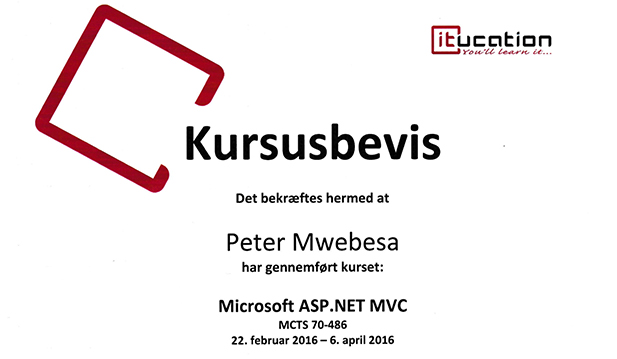 itucation
You'll learn it...
Kursusbevis
Det bekræftes hermed at
Peter Mwebesa
har gennemført kurset:
Microsoft ASP.NET MVC
MCTS 70-486
22. februar 2016 – 6. april 2016